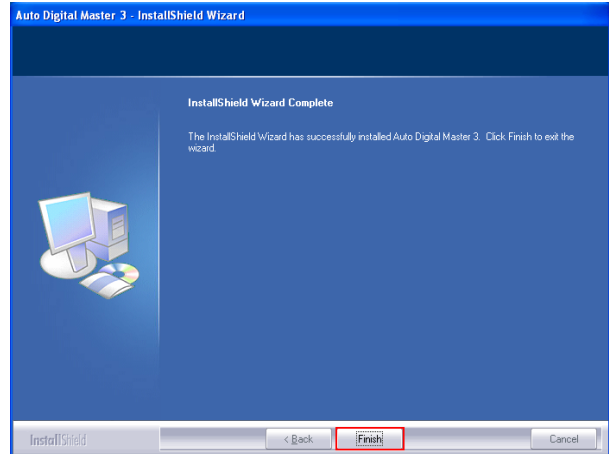 Auto Digital Master 3 - InstallShield Wizard
InstallShield Wizard Complete
The InstallShield Wizard has successfully installed Auto Digital Master 3. Click Finish to exit the
wizard.
InstallShield
< Back
Finish
Cancel